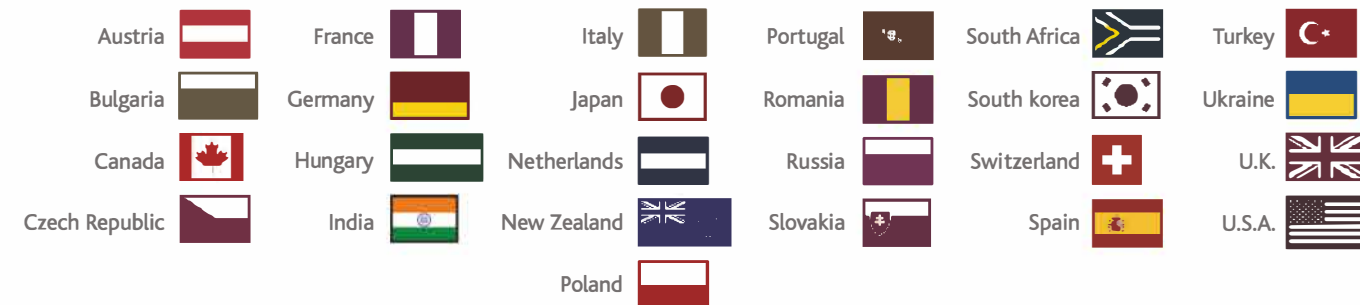 Austria
Bulgaria
Canada
Czech Republic
France
Germany
Hungary
India
Italy
Japan
Netherlands
New Zealand
Poland
Portugal
Romania
Russia
Slovakia
South Africa
South korea
Switzerland
Spain
Turkey
Ukraine
U.K.
U.S.A.